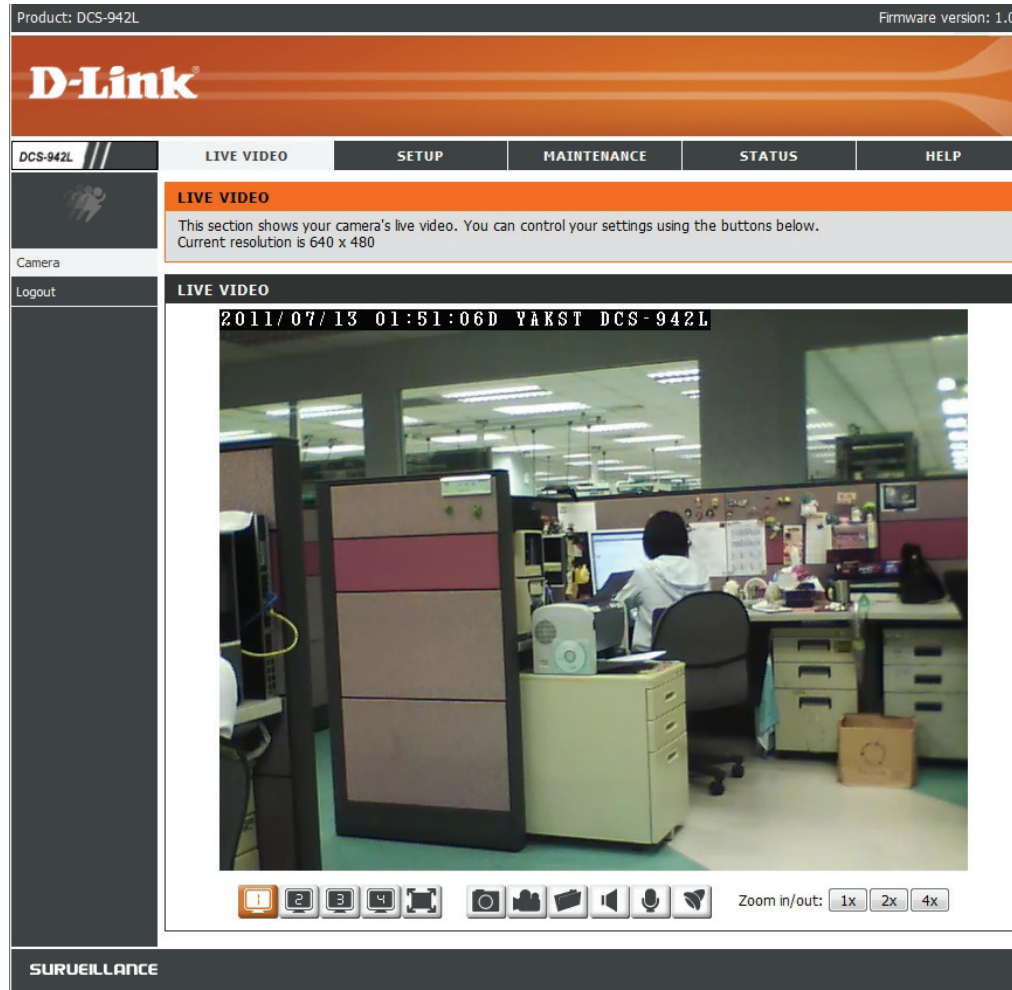 Product: DCS-942L
Firmware version: 1.0
D-Link®
DCS-942L
LIVE VIDEO
SETUP
MAINTENANCE
STATUS
HELP
LIVE VIDEO
This section shows your camera's live video. You can control your settings using the buttons below.
Current resolution is 640 x 480
Camera
Logout
LIVE VIDEO
2011/07/13 01:51:06D YAKST DCS-942L
1
2
3
4
Zoom in/out: 1x 2x 4x
SURVEILLANCE